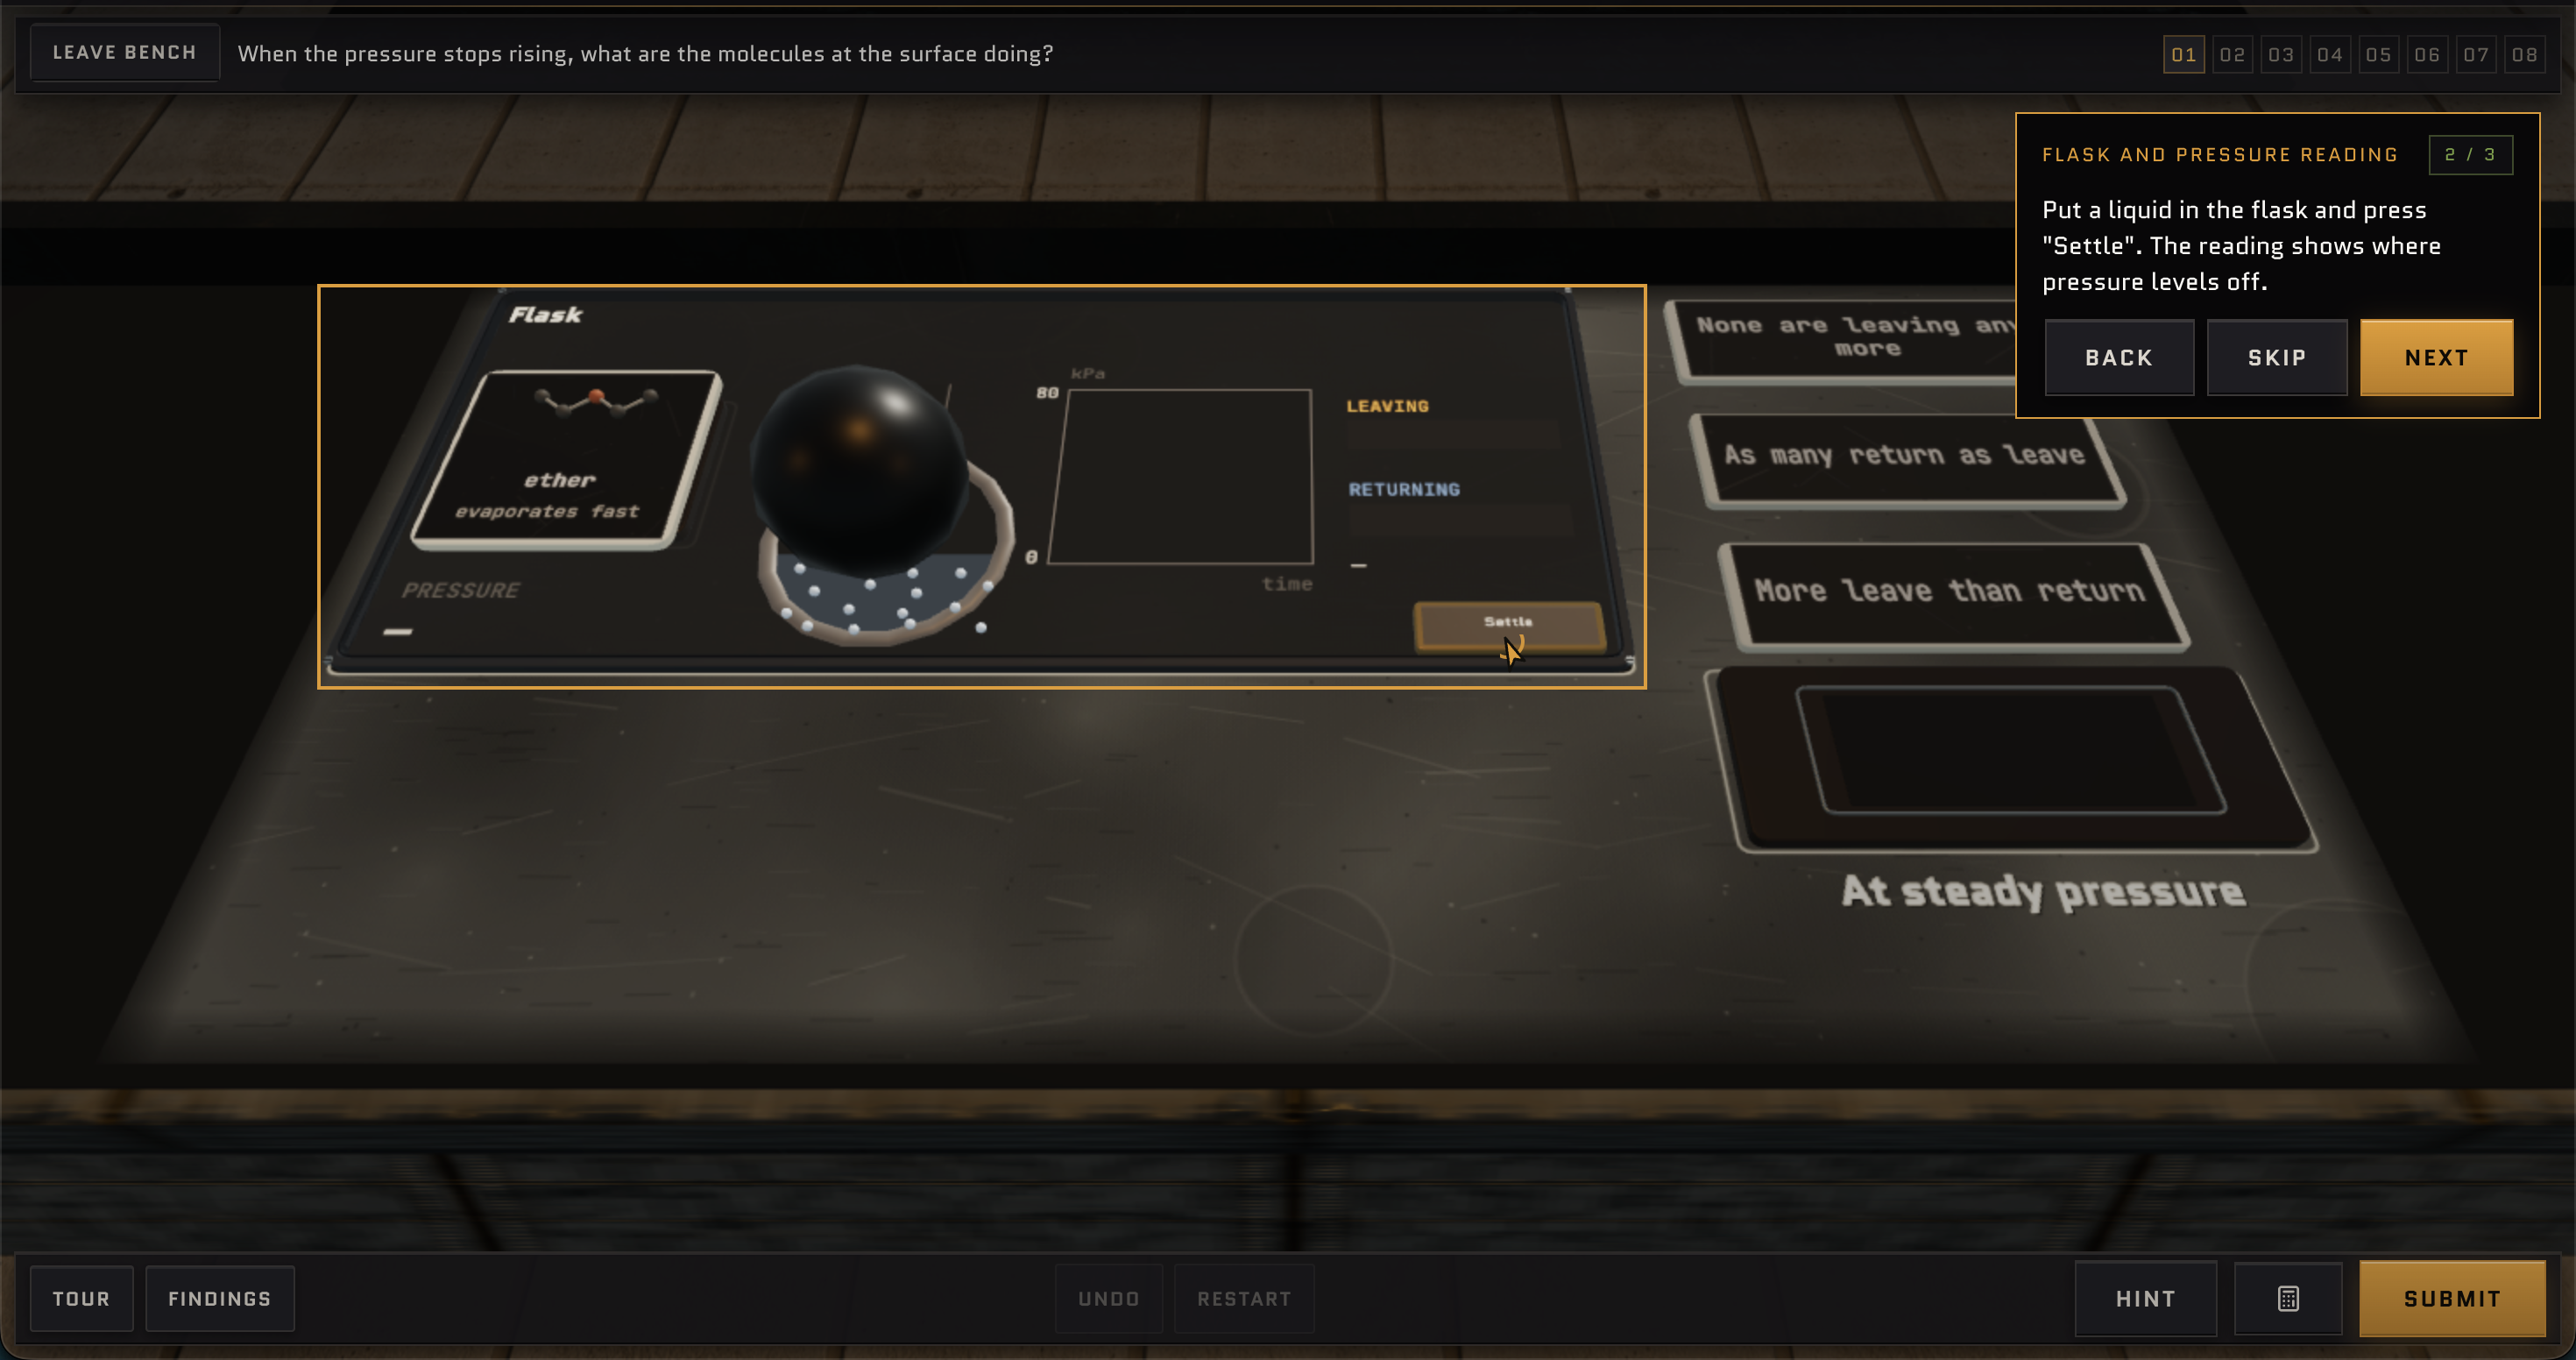 LEAVE BENCH
When the pressure stops rising, what are the molecules at the surface doing?
01 02 03 04 05 06 07 08
FLASK AND PRESSURE READING
2 / 3
Put a liquid in the flask and press
"Settle". The reading shows where
pressure levels off.
BACK
SKIP
NEXT
Flask
ether
evaporates fast
PRESSURE
—
kPa
80
0
time
LEAVING
RETURNING
—
Settle
None are leaving
more
As many return as leave
More leave than return
At steady pressure
TOUR
FINDINGS
UNDO
RESTART
HINT
SUBMIT